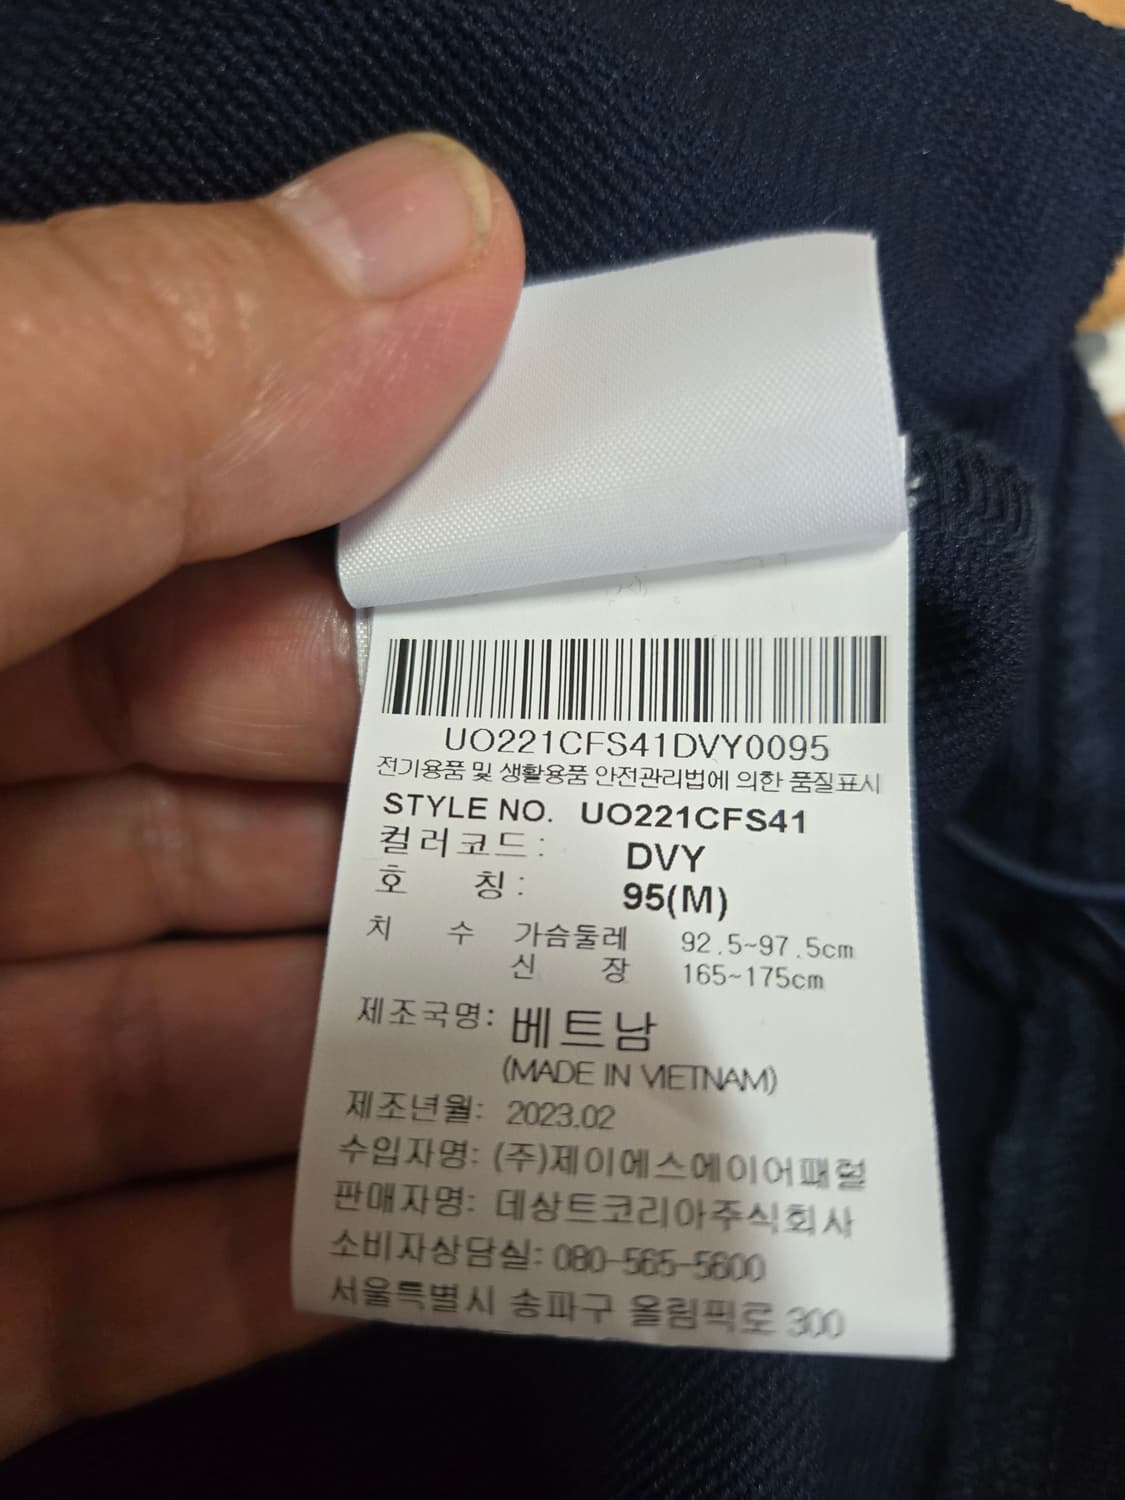 UO221CFS41DVY0095
전기용품 및 생활용품 안전관리법에 의한 품질표시
STYLE NO. UO221CFS41
컬러코드: DVY
호 칭: 95(M)
치 수 가슴둘레 92.5~97.5cm
신 장 165~175cm
제조국명: 베트남
(MADE IN VIETNAM)
제조년월: 2023.02
수입자명: (주)제이에스에이어패럴
판매자명: 데상트코리아주식회사
소비자상담실: 080-565-5600
서울특별시 송파구 올림픽로 300